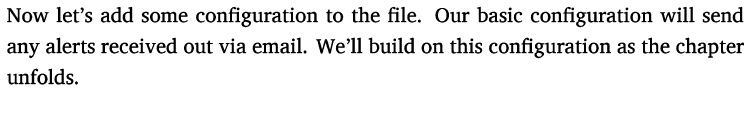 Now let’s add some configuration to the file. Our basic configuration will send
any alerts received out via email. We’ll build on this configuration as the chapter
unfolds.